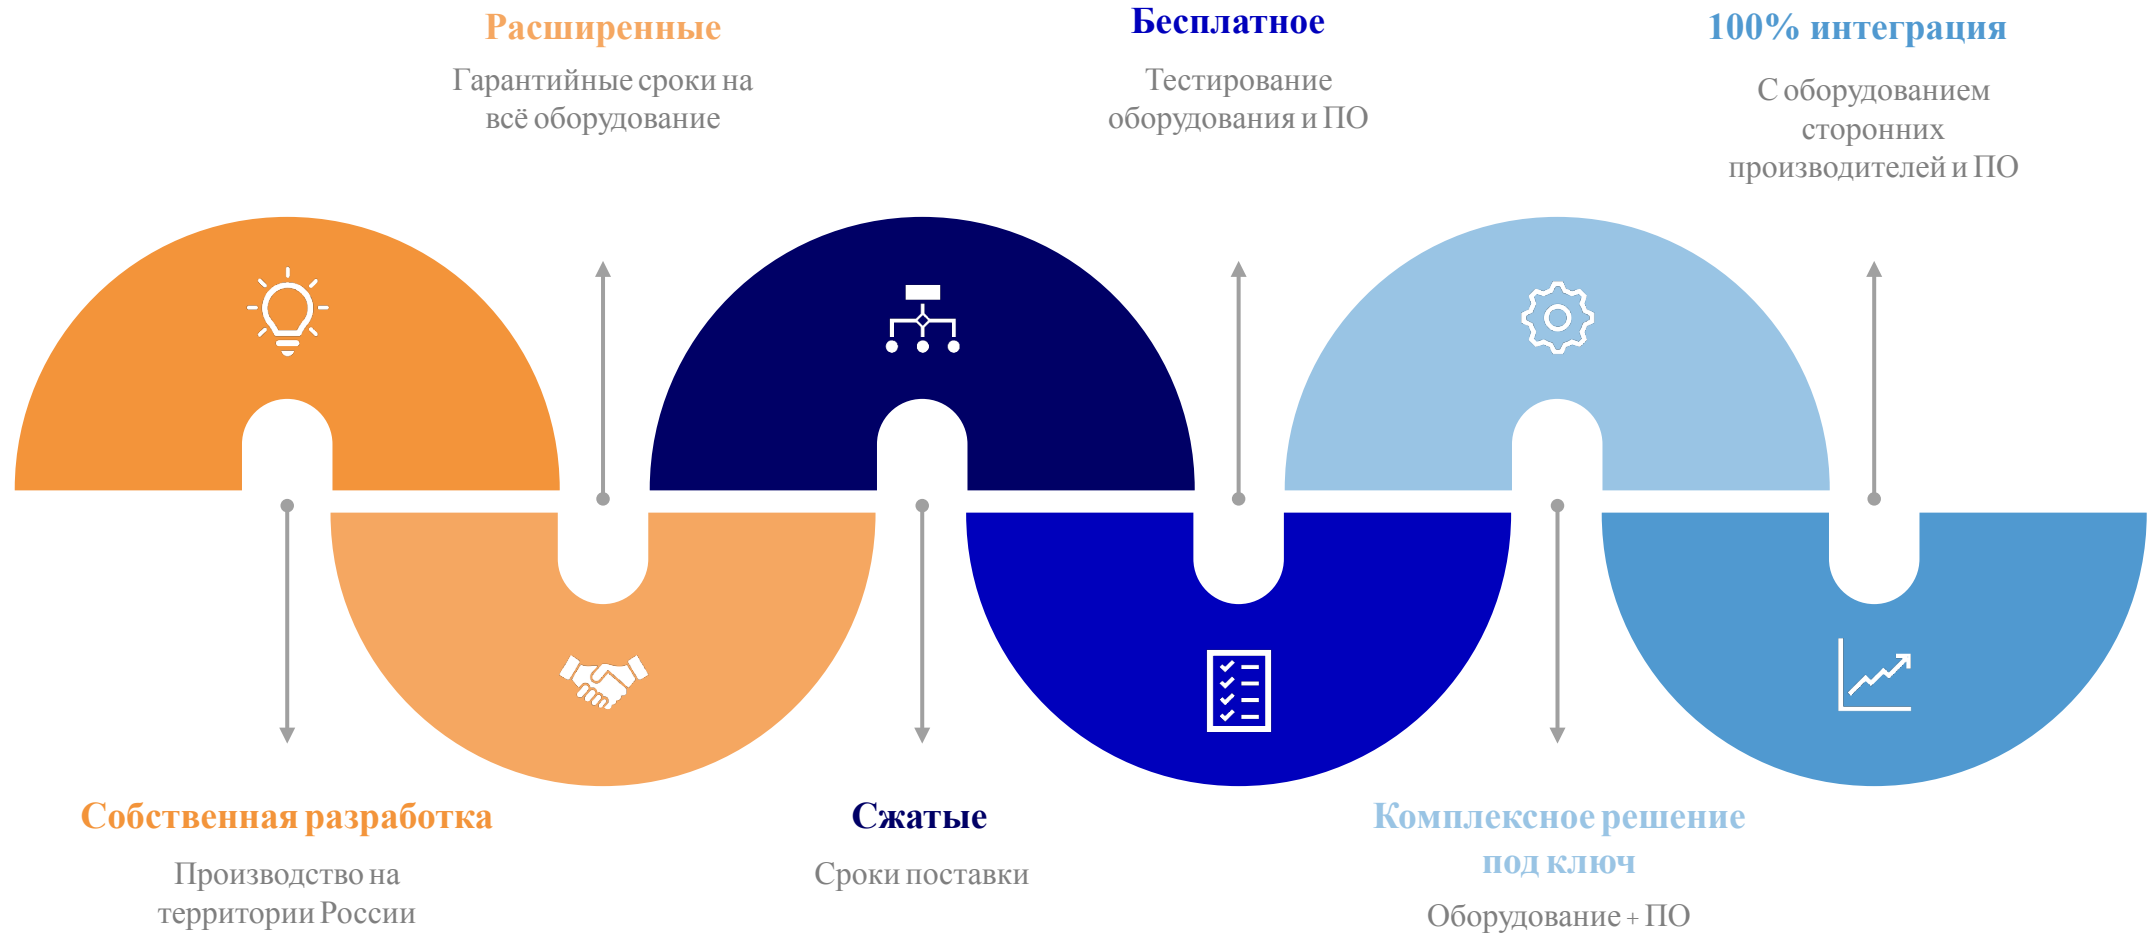 Расширенные
Гарантийные сроки на
всё оборудование
Бесплатное
Тестирование
оборудования и ПО
100% интеграция
С оборудованием
сторонних
производителей и ПО
Собственная разработка
Производство на
территории России
Сжатые
Сроки поставки
Комплексное решение
под ключ
Оборудование + ПО